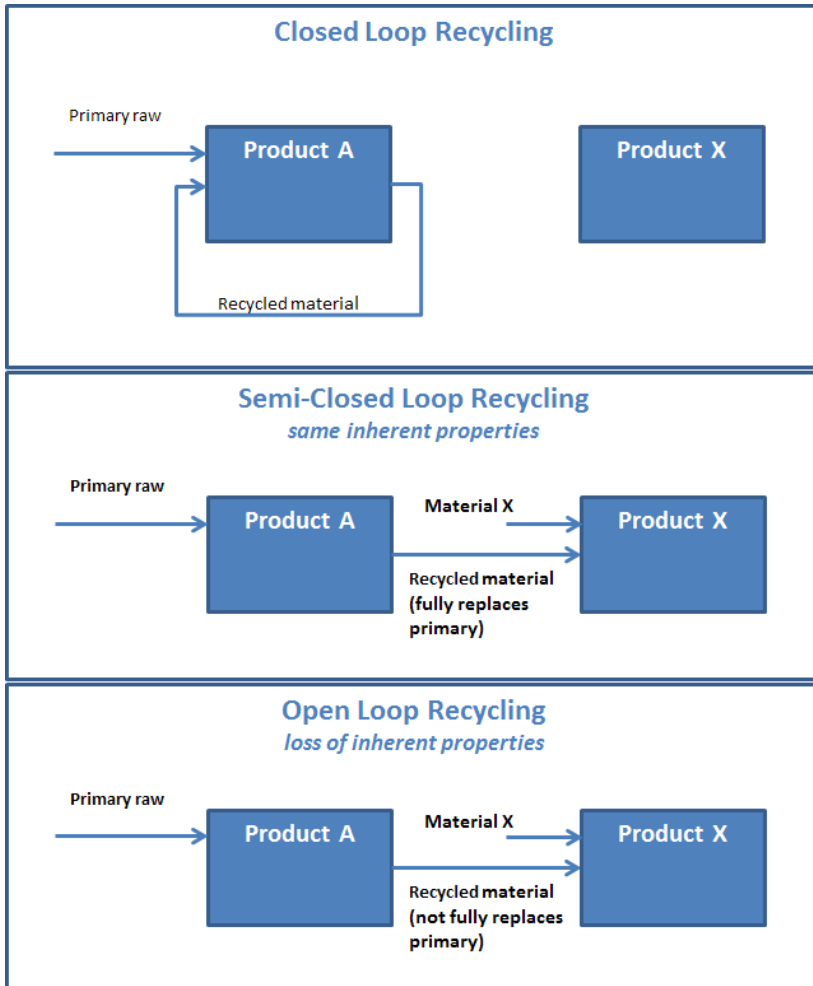 Closed Loop Recycling
Primary raw
Product A
Product X
Recycled material
Semi-Closed Loop Recycling
same inherent properties
Primary raw
Product A
Material X
Product X
Recycled material
(fully replaces
primary)
Open Loop Recycling
loss of inherent properties
Primary raw
Product A
Material X
Product X
Recycled material
(not fully replaces
primary)